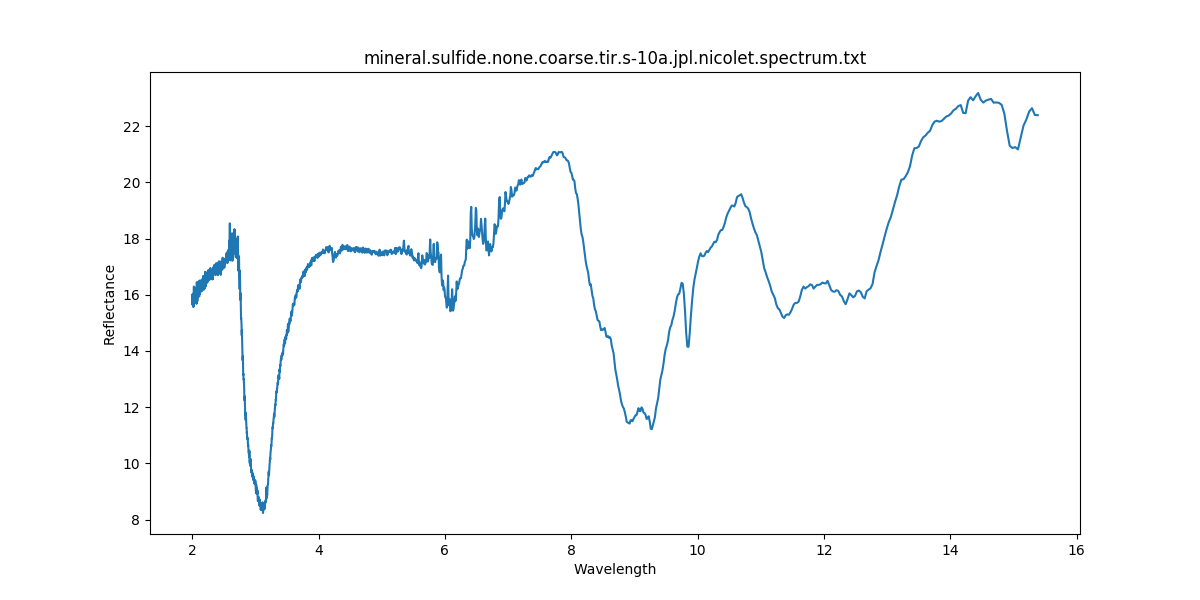 mineral.sulfide.none.coarse.tir.s-10a.jpl.nicolet.spectrum.txt
22
20
18
16
14
12
10
8
Reflectance
2 4 6 8 10 12 14 16
Wavelength